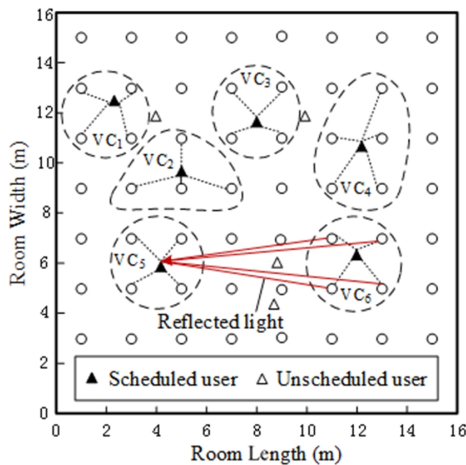 16
14
12
10
8
6
4
2
0
Room Width (m)
VC1
VC2
VC3
VC4
VC5
VC6
Reflected light
Scheduled user
Unscheduled user
0 2 4 6 8 10 12 14 16
Room Length (m)